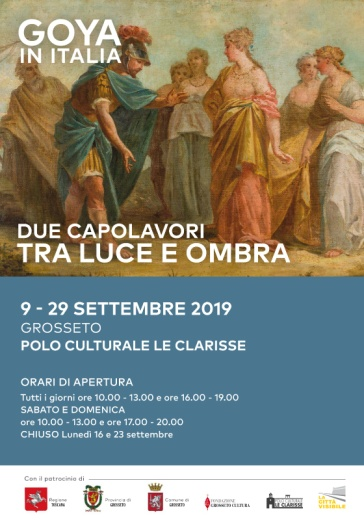 GOYA
IN ITALIA
DUE CAPOLAVORI
TRA LUCE E OMBRA
9 - 29 SETTEMBRE 2019
GROSSETO
POLO CULTURALE LE CLARISSE
ORARI DI APERTURA
Tutti i giorni ore 10.00 - 13.00 e ore 16.00 - 19.00
SABATO E DOMENICA
ore 10.00 - 13.00 e ore 17.00 - 20.00
CHIUSO Lunedì 16 e 23 settembre
Con il patrocinio di
Regione
TOSCANA
Provincia di
GROSSETO
Comune di
GROSSETO
FONDAZIONE
GROSSETO CULTURA
LE CLARISSE
LA
CITTÀ
VISIBILE